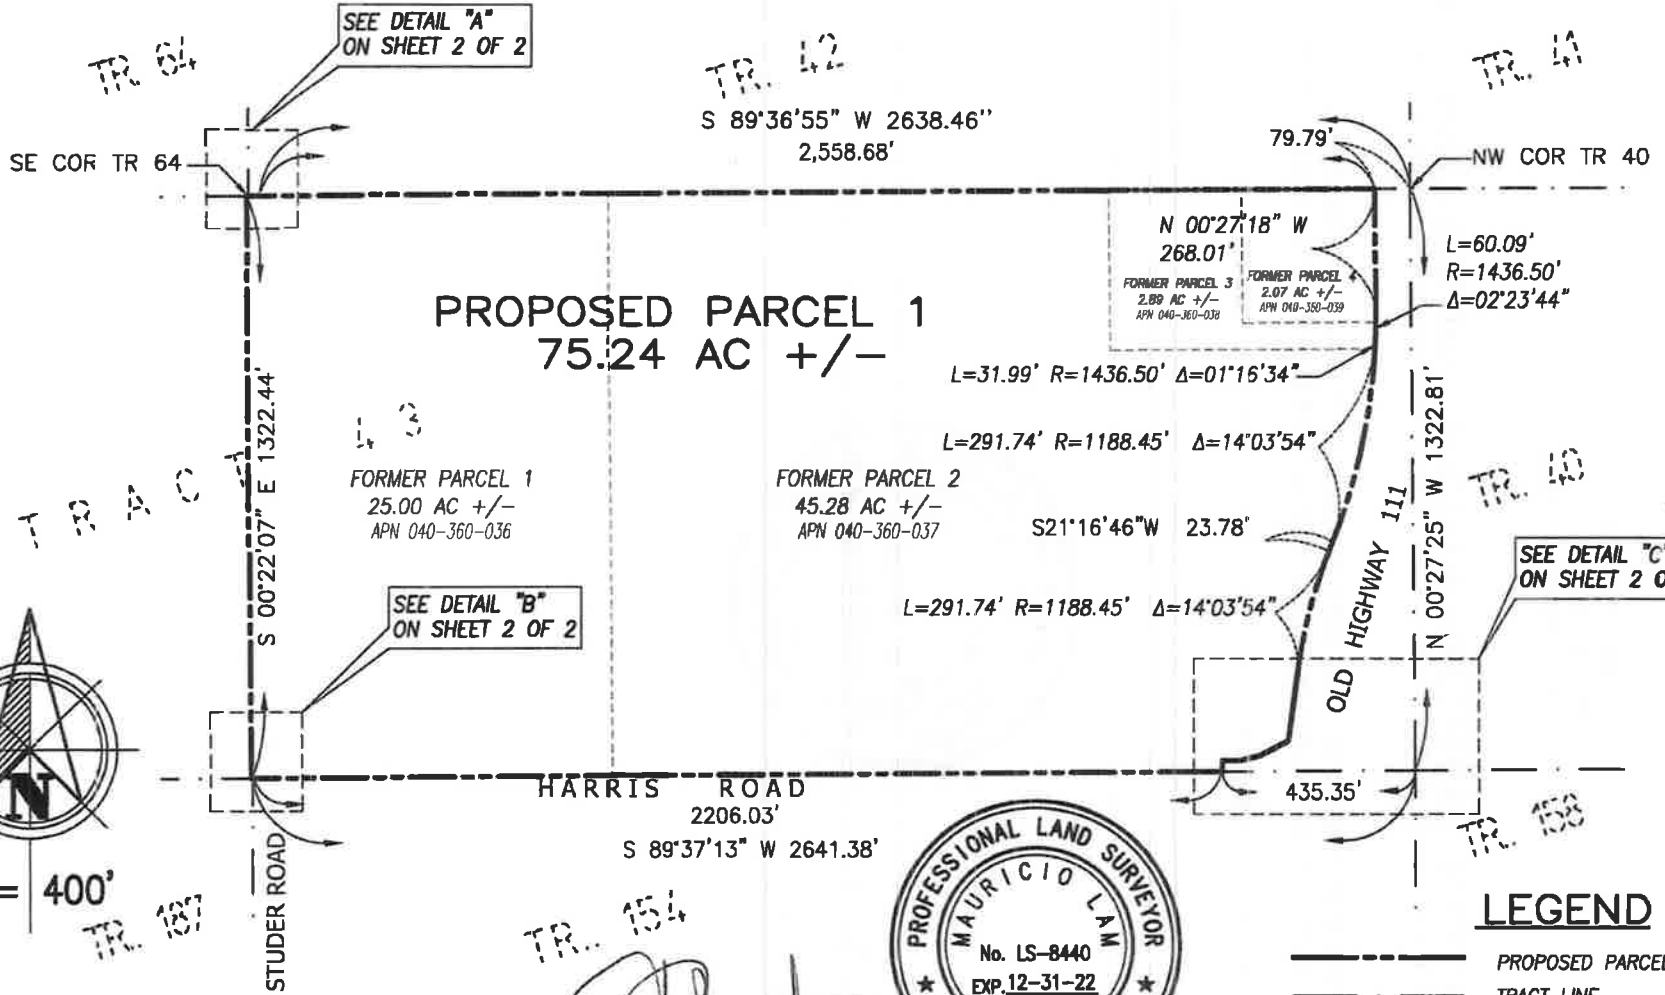 SEE DETAIL "A"
ON SHEET 2 OF 2
TR. 64
TR. 42
TR. 41
S 89°36'55" W 2638.46''
2,558.68'
79.79'
SE COR TR 64
NW COR TR 40
N 00°27'18" W
268.01'
L=60.09'
R=1436.50'
Δ=02°23'44"
FORMER PARCEL 3
2.89 AC +/-
APN 040-360-038
FORMER PARCEL 4
2.07 AC +/-
APN 040-360-039
PROPOSED PARCEL 1
75.24 AC +/-
L=31.99' R=1436.50' Δ=01°16'34"
S 00°22'07" E 1322.44'
N 00°27'25" W 1322.81'
L=291.74' R=1188.45' Δ=14°03'54"
TRACT 43
FORMER PARCEL 1
25.00 AC +/-
APN 040-360-036
FORMER PARCEL 2
45.28 AC +/-
APN 040-360-037
S21°16'46"W 23.78'
TR. 40
OLD HIGHWAY 111
SEE DETAIL "C"
ON SHEET 2 O
SEE DETAIL "B"
ON SHEET 2 OF 2
L=291.74' R=1188.45' Δ=14°03'54"
N
HARRIS ROAD
2206.03'
S 89°37'13" W 2641.38'
435.35'
TR. 158
= 400'
TR. 187
STUDER ROAD
TR. 154
PROFESSIONAL LAND SURVEYOR
MAURICIO LAM
No. LS-8440
EXP. 12-31-22
LEGEND
PROPOSED PARCEL
TRACT LINE